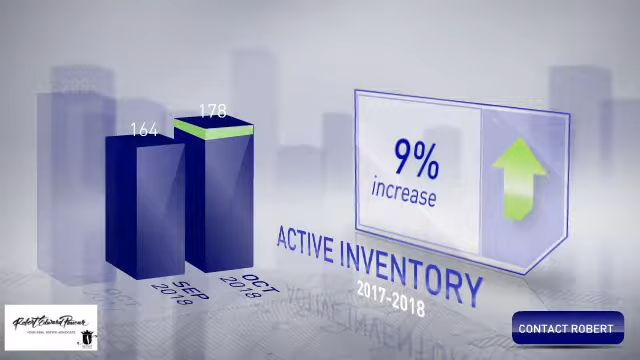 164
178
9%
increase
ACTIVE INVENTORY
2017-2018
SEP
2018
OCT
2018
CONTACT ROBERT